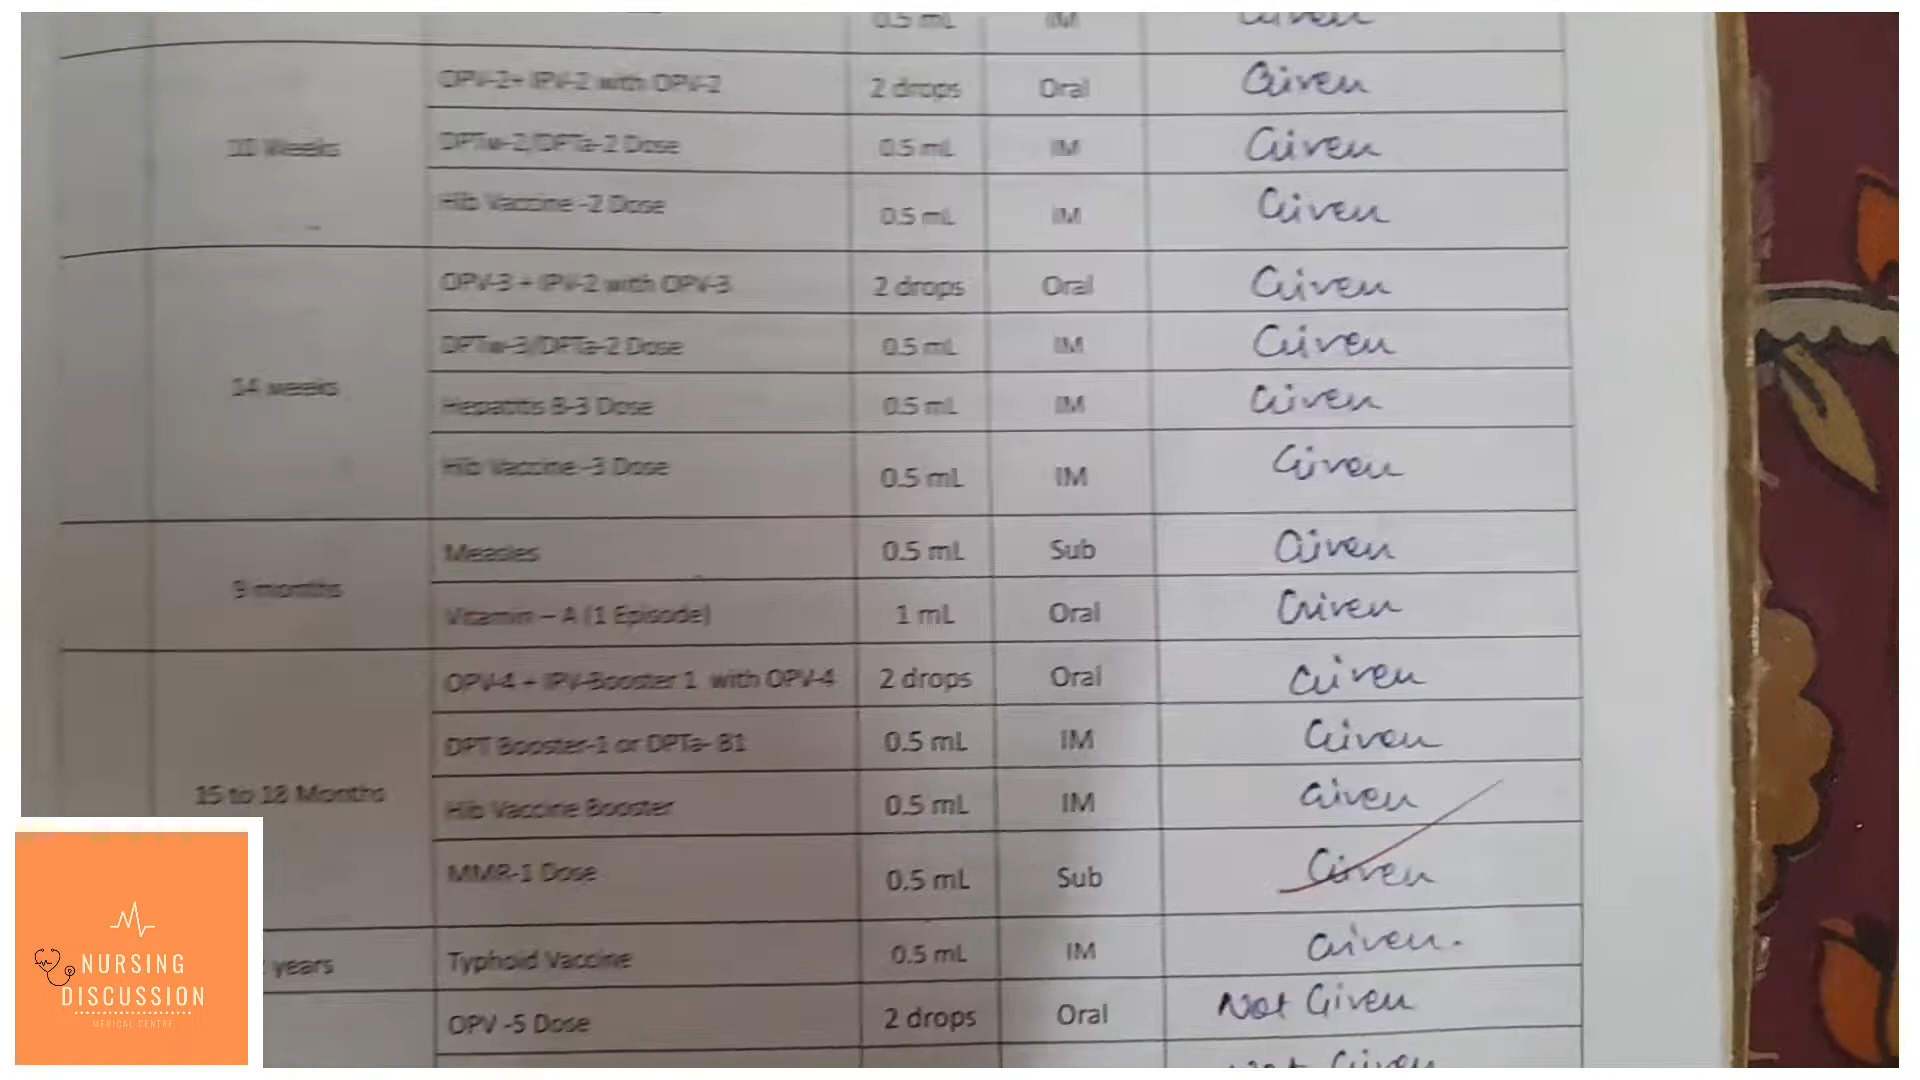 0.5 mL IM Given
OPV-2+ IPV-2 with OPV-2 2 drops Oral Given
10 Weeks DPTw-2/DPTa-2 Dose 0.5 mL IM Given
Hib Vaccine -2 Dose 0.5 mL IM Given
OPV-3 + IPV-2 with OPV-3 2 drops Oral Given
DPTw-3/DPTa-2 Dose 0.5 mL IM Given
14 weeks Hepatitis B-3 Dose 0.5 mL IM Given
Hib Vaccine -3 Dose 0.5 mL IM Given
Measles 0.5 mL Sub Given
9 months Vitamin – A (1 Episode) 1 mL Oral Given
OPV-4 + IPV-Booster 1 with OPV-4 2 drops Oral Given
DPT Booster-1 or DPTa- B1 0.5 mL IM Given
15 to 18 Months Hib Vaccine Booster 0.5 mL IM Given
MMR-1 Dose 0.5 mL Sub Given
years Typhoid Vaccine 0.5 mL IM Given.
OPV -5 Dose 2 drops Oral Not Given
Not Given
NURSING
DISCUSSION
MEDICAL CENTRE